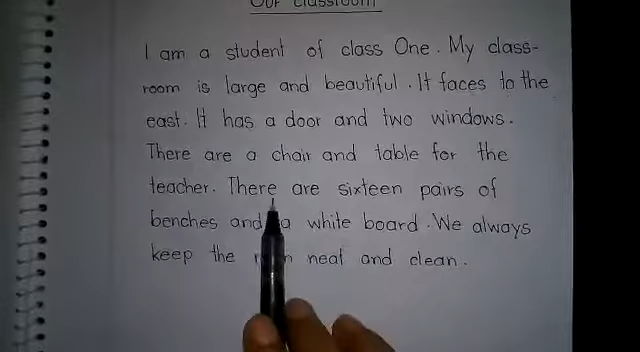 Our classroom
I am a student of class One. My class-
room is large and beautiful. It faces to the
east. It has a door and two windows.
There are a chair and table for the
teacher. There are sixteen pairs of
benches and a white board. We always
keep the neat and clean.